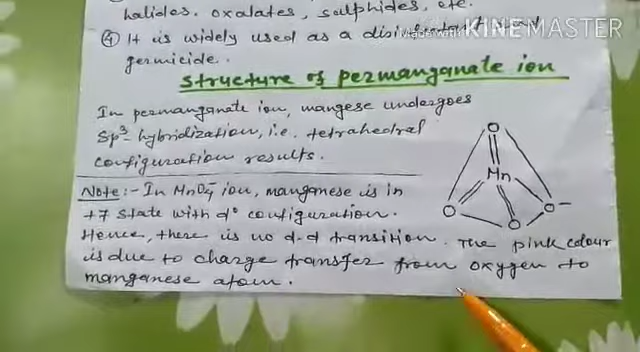 halides. oxalates, sulphides, etc.
④ It is widely used as a disinfectant and
germicide.
Made with KINEMASTER
Structure of permanganate ion
In permanganate ion, mangese undergoes
Sp³-hybridization, i.e. tetrahedral
configuration results.
Note:- In MnO₄⁻ ion, manganese is in
+7 state with d° configuration.
Hence, there is no d-d transition. The pink colour
is due to charge transfer from oxygen to
manganese atom.
O
Mn
O
O
O⁻